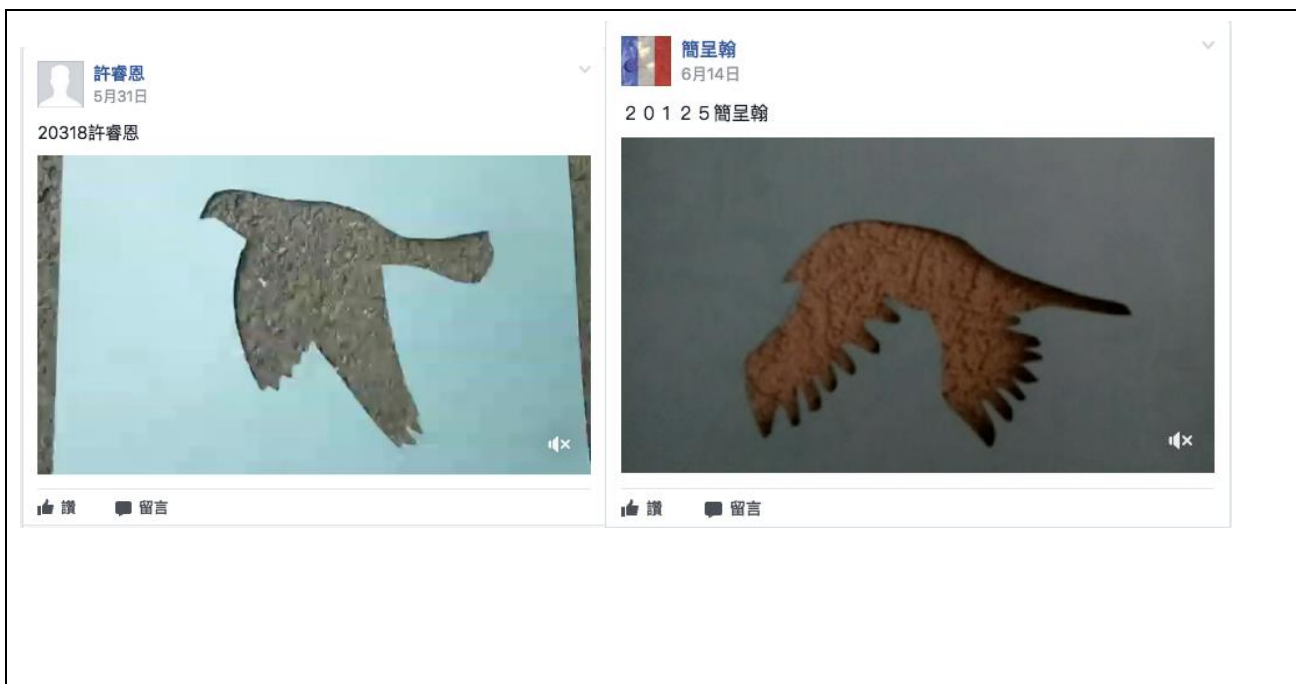 許睿恩
5月31日
20318許睿恩
讚 留言
簡呈翰
6月14日
２０１２５簡呈翰
讚 留言